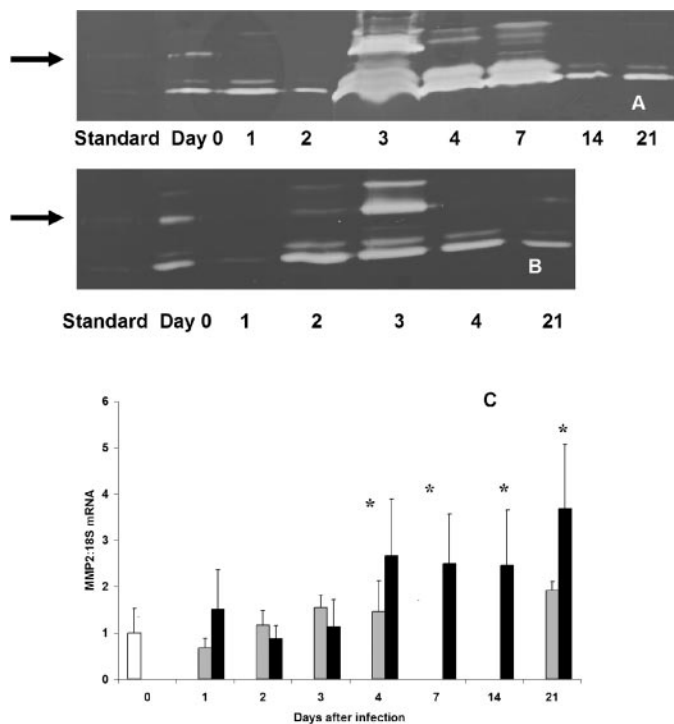 A
Standard Day 0 1 2 3 4 7 14 21
B
Standard Day 0 1 2 3 4 21
C
6
*
5
*
*
*
4
MMP2:18S mRNA
3
2
1
0
0 1 2 3 4 7 14 21
Days after infection